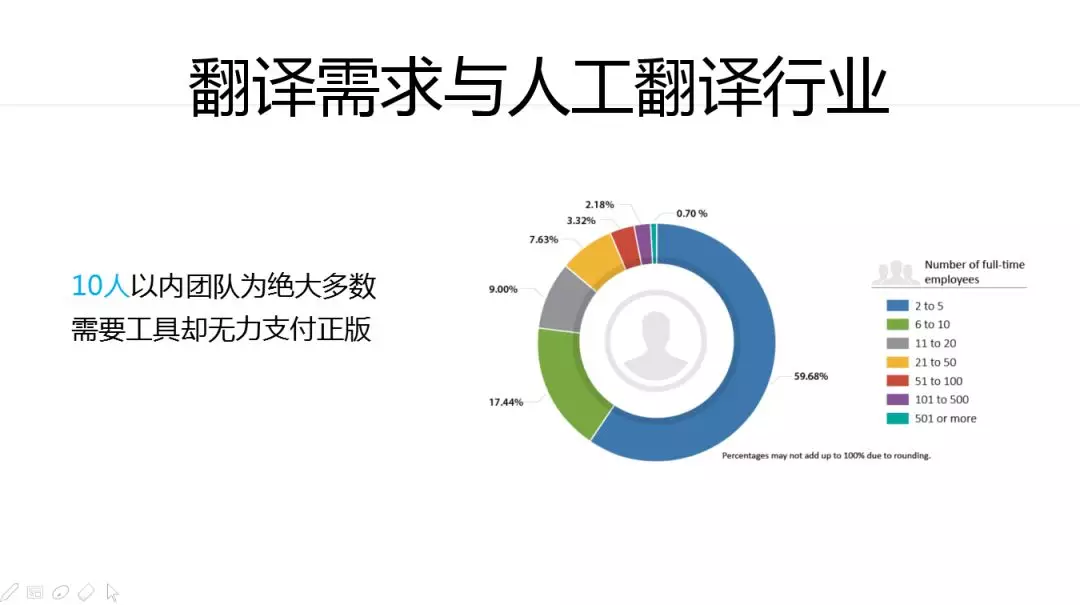 翻译需求与人工翻译行业
10人以内团队为绝大多数
需要工具却无力支付正版
2.18%
0.70 %
3.32%
7.63%
9.00%
17.44%
59.68%
Number of full-time
employees
2 to 5
6 to 10
11 to 20
21 to 50
51 to 100
101 to 500
501 or more
Percentages may not add up to 100% due to rounding.